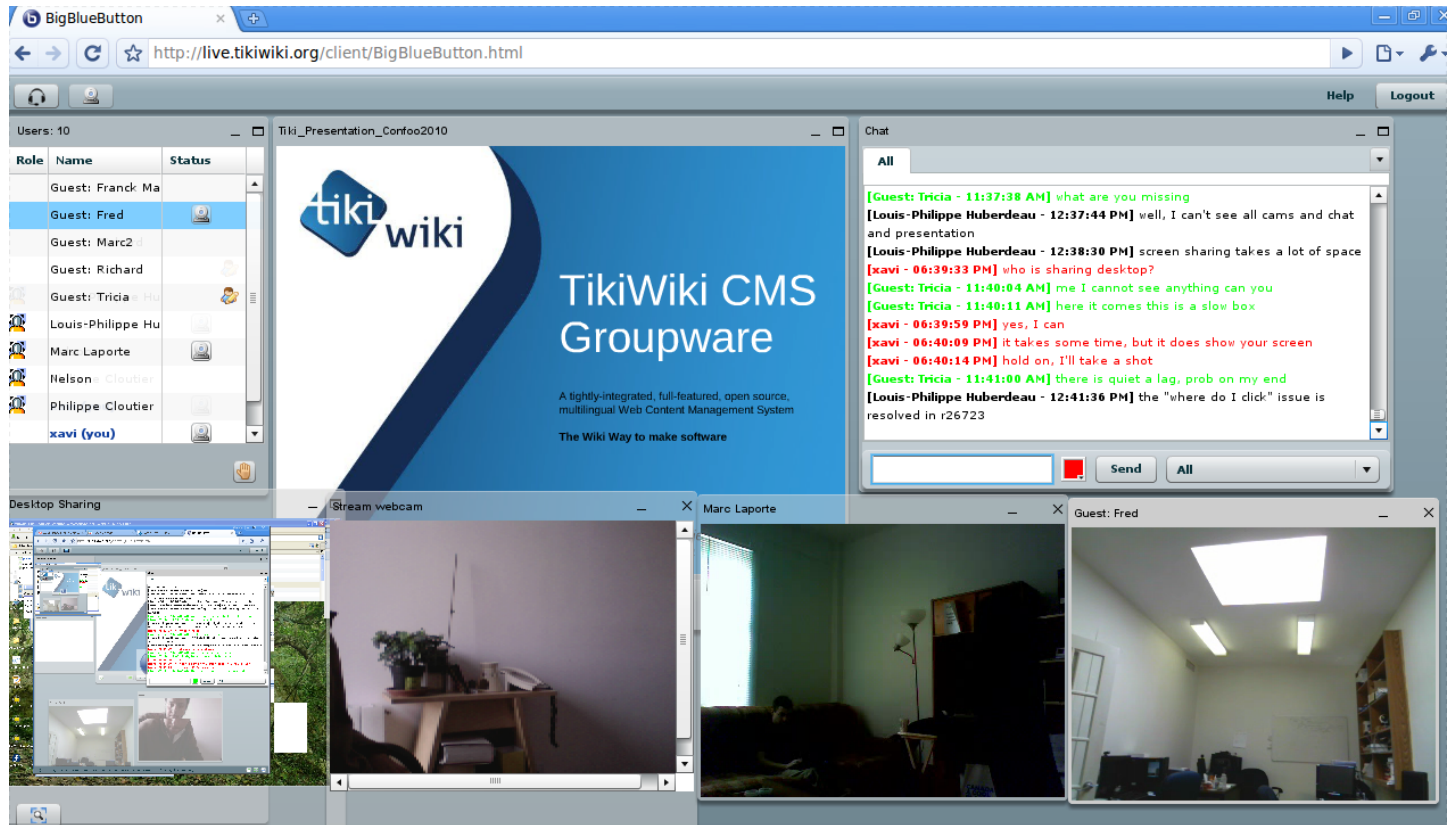 BigBlueButton
http://live.tikiwiki.org/client/BigBlueButton.html
Help
Logout
Users: 10
Role Name Status
Guest: Franck Ma
Guest: Fred
Guest: Marc2
Guest: Richard
Guest: Tricia
Louis-Philippe Hu
Marc Laporte
Nelson
Philippe Cloutier
xavi (you)
Tiki_Presentation_Confoo2010
tiki
wiki
TikiWiki CMS
Groupware
A tightly-integrated, full-featured, open source,
multilingual Web Content Management System
The Wiki Way to make software
Chat
All
[Guest: Tricia - 11:37:38 AM] what are you missing
[Louis-Philippe Huberdeau - 12:37:44 PM] well, I can't see all cams and chat
and presentation
[Louis-Philippe Huberdeau - 12:38:30 PM] screen sharing takes a lot of space
[xavi - 06:39:33 PM] who is sharing desktop?
[Guest: Tricia - 11:40:04 AM] me I cannot see anything can you
[Guest: Tricia - 11:40:11 AM] here it comes this is a slow box
[xavi - 06:39:59 PM] yes, I can
[xavi - 06:40:09 PM] it takes some time, but it does show your screen
[xavi - 06:40:14 PM] hold on, I'll take a shot
[Guest: Tricia - 11:41:00 AM] there is quiet a lag, prob on my end
[Louis-Philippe Huberdeau - 12:41:36 PM] the "where do I click" issue is
resolved in r26723
Send
All
Desktop Sharing
Stream webcam
Marc Laporte
Guest: Fred